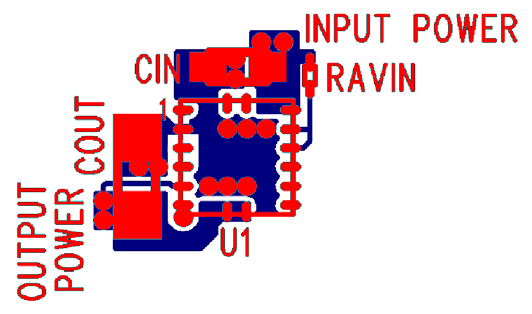 INPUT POWER
CIN
RAVIN
1
COUT
OUTPUT
POWER
U1